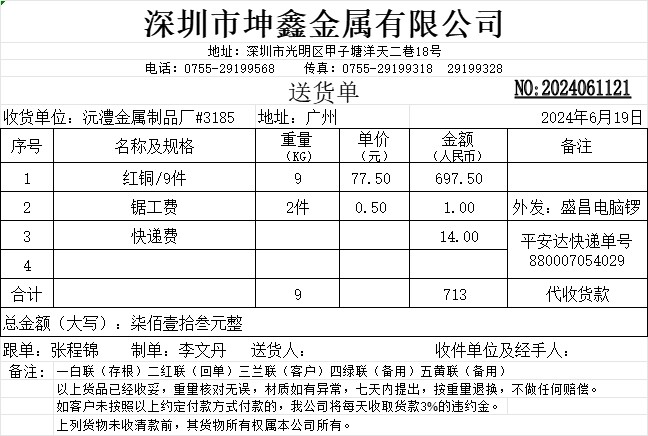 深圳市坤鑫金属有限公司
地址：深圳市光明区甲子塘洋天二巷18号
电话：0755-29199568 传真：0755-29199318 29199328
送货单 NO:2024061121
收货单位：沅澧金属制品厂#3185 地址：广州 2024年6月19日
序号 名称及规格 重量（KG） 单价（元） 金额（人民币） 备注
1 红铜/9件 9 77.50 697.50
2 锯工费 2件 0.50 1.00 外发：盛昌电脑锣
3 快递费 14.00 平安达快递单号
4 880007054029
合计 9 713 代收货款
总金额（大写）：柒佰壹拾叁元整
跟单：张程锦 制单：李文丹 送货人： 收件单位及经手人：
备注： 一白联（存根）二红联（回单）三兰联（客户）四绿联（备用）五黄联（备用）
以上货品已经收妥，重量核对无误，材质如有异常，七天内提出，按重量退换，不做任何赔偿。
如客户未按照以上约定付款方式付款的，我公司将每天收取货款3%的违约金。
上列货物未收清款前，其货物所有权属本公司所有。